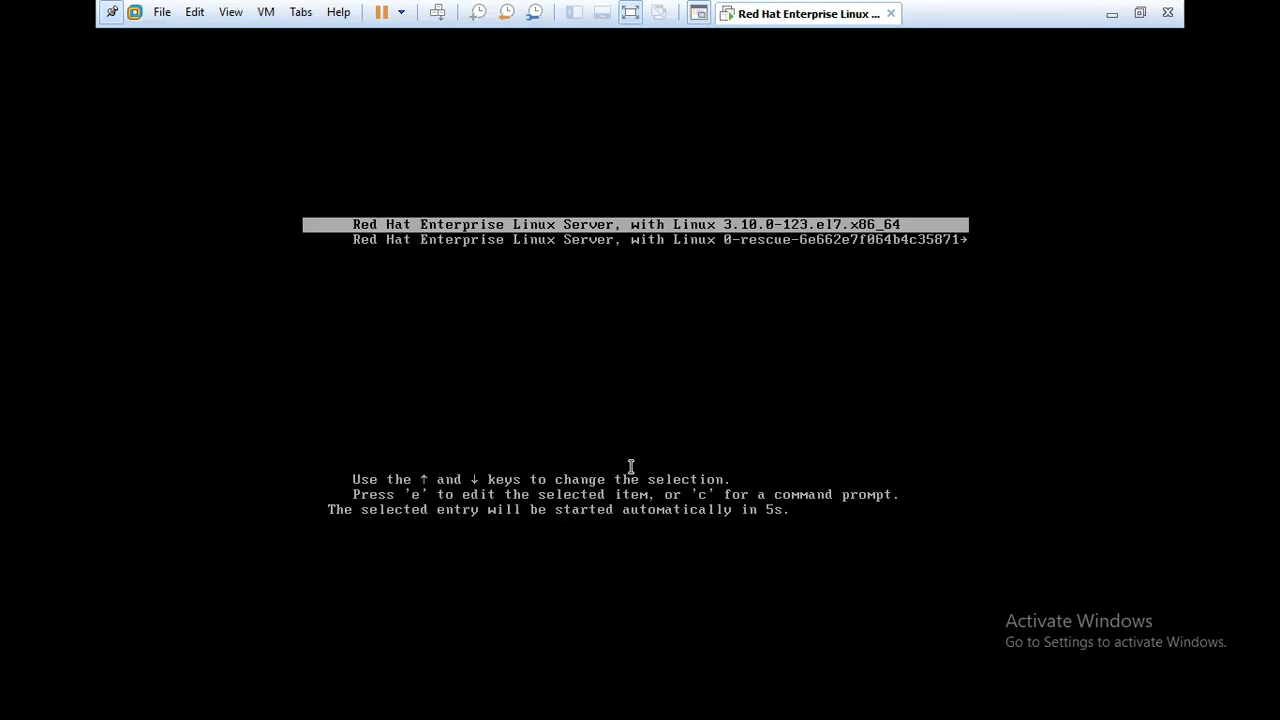 File Edit View VM Tabs Help Red Hat Enterprise Linux ...
Red Hat Enterprise Linux Server, with Linux 3.10.0-123.el7.x86_64
Red Hat Enterprise Linux Server, with Linux 0-rescue-6e662e7f064b4c35871→
Use the ↑ and ↓ keys to change the selection.
Press 'e' to edit the selected item, or 'c' for a command prompt.
The selected entry will be started automatically in 5s.
Activate Windows
Go to Settings to activate Windows.